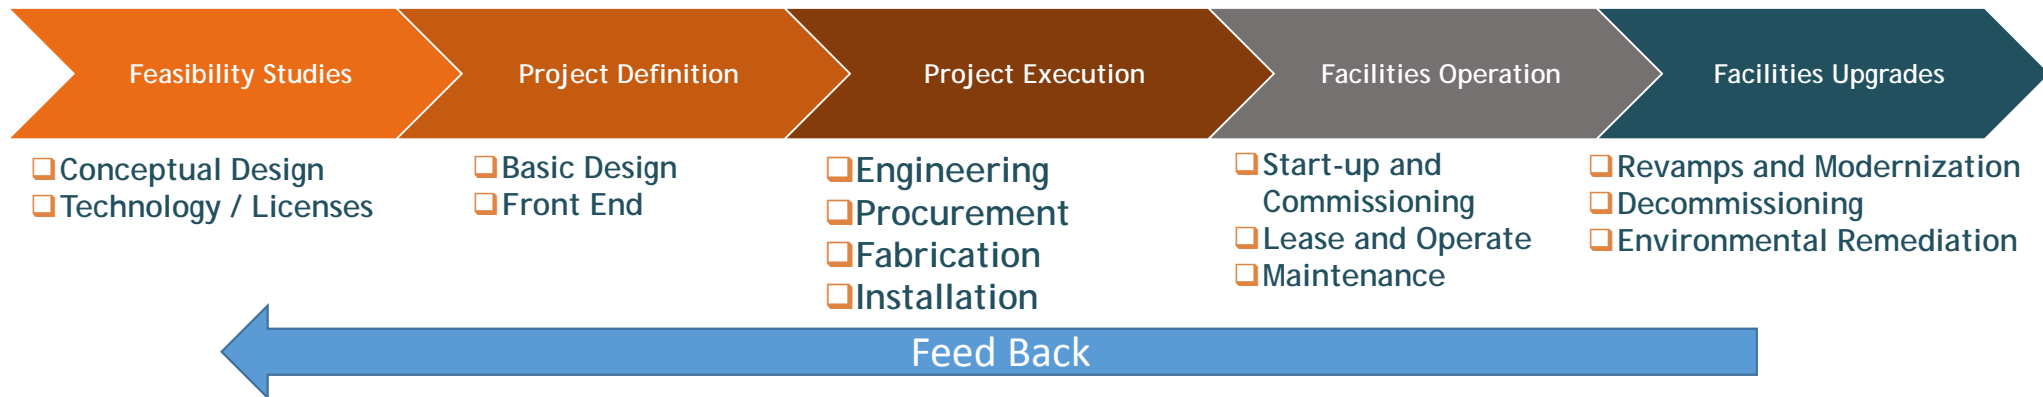 Feasibility Studies
Project Definition
Project Execution
Facilities Operation
Facilities Upgrades
Conceptual Design
Technology / Licenses
Basic Design
Front End
Engineering
Procurement
Fabrication
Installation
Start-up and
Commissioning
Lease and Operate
Maintenance
Revamps and Modernization
Decommissioning
Environmental Remediation
Feed Back